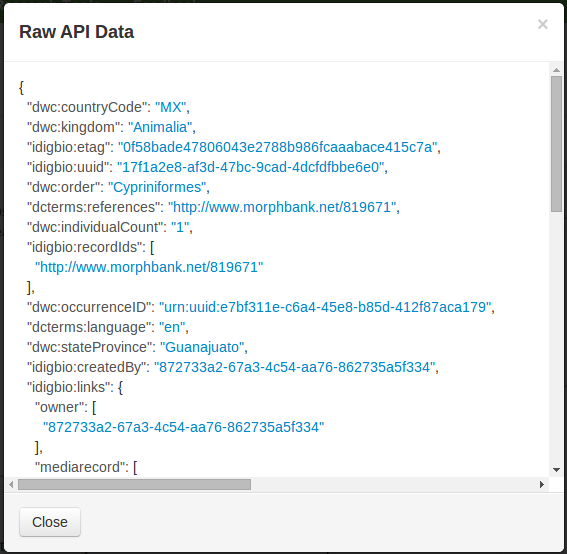 Raw API Data
×
{
"dwc:countryCode": "MX",
"dwc:kingdom": "Animalia",
"idigbio:etag": "0f58bade47806043e2788b986fcaaabace415c7a",
"idigbio:uuid": "17f1a2e8-af3d-47bc-9cad-4dcfdfbbe6e0",
"dwc:order": "Cypriniformes",
"dcterms:references": "http://www.morphbank.net/819671",
"dwc:individualCount": "1",
"idigbio:recordIds": [
"http://www.morphbank.net/819671"
],
"dwc:occurrenceID": "urn:uuid:e7bf311e-c6a4-45e8-b85d-412f87aca179",
"dcterms:language": "en",
"dwc:stateProvince": "Guanajuato",
"idigbio:createdBy": "872733a2-67a3-4c54-aa76-862735a5f334",
"idigbio:links": {
"owner": [
"872733a2-67a3-4c54-aa76-862735a5f334"
],
"mediarecord": [
Close